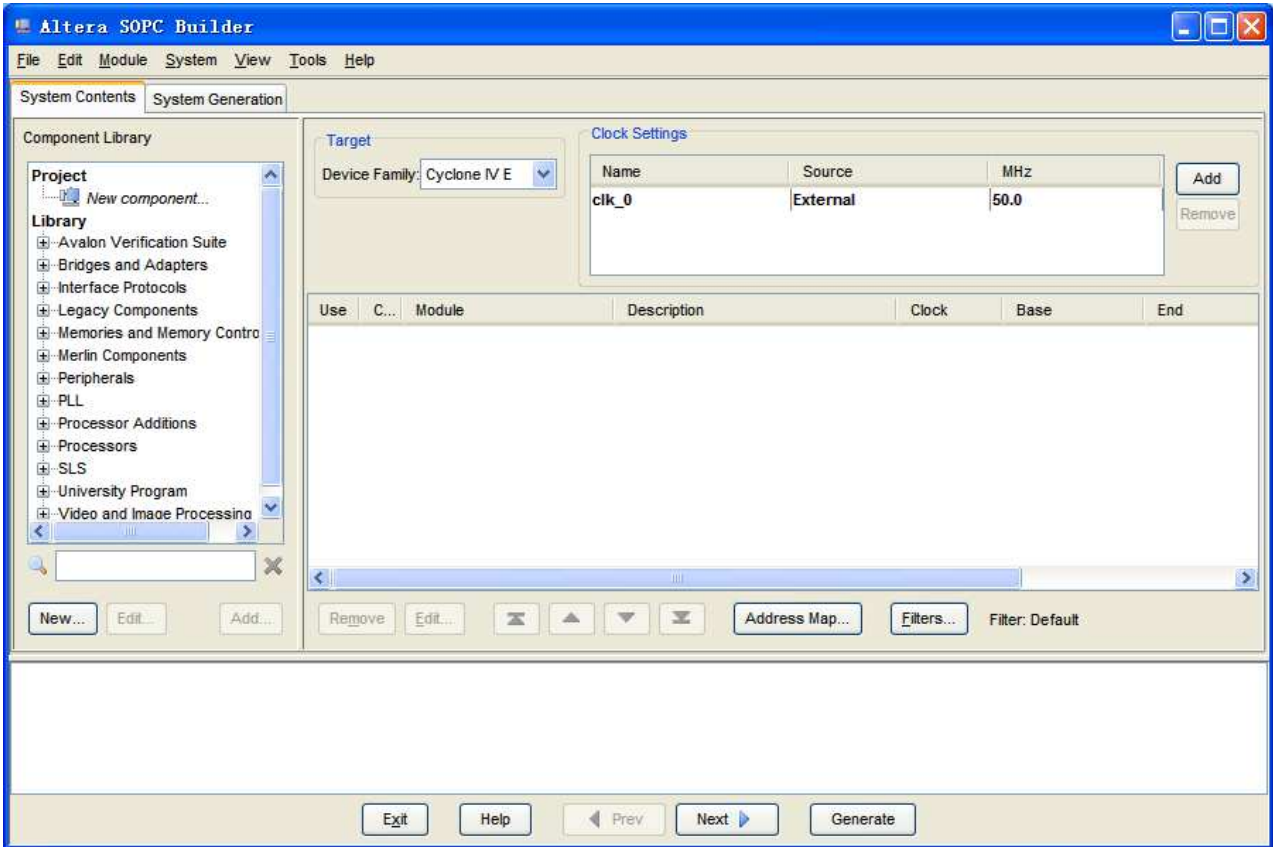 Altera SOPC Builder
File Edit Module System View Tools Help
System Contents System Generation
Component Library
Project
New component...
Library
Avalon Verification Suite
Bridges and Adapters
Interface Protocols
Legacy Components
Memories and Memory Contro
Merlin Components
Peripherals
PLL
Processor Additions
Processors
SLS
University Program
Video and Image Processing
New... Edit... Add...
Target
Device Family: Cyclone IV E
Clock Settings
Name Source MHz
clk_0 External 50.0
Add
Remove
Use C... Module Description Clock Base End
Remove Edit... Address Map... Filters... Filter: Default
Exit Help Prev Next Generate